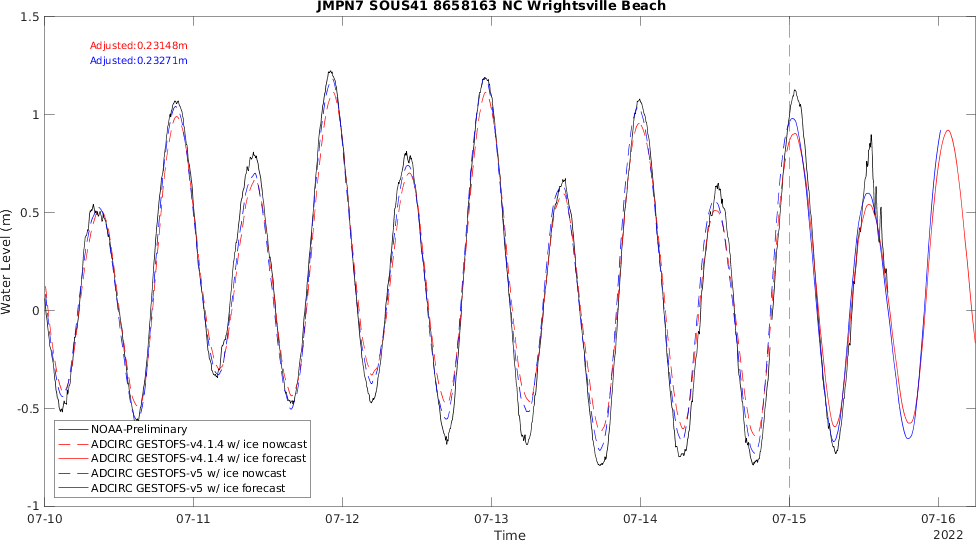 JMPN7 SOUS41 8658163 NC Wrightsville Beach
Adjusted:0.23148m
Adjusted:0.23271m
1.5
1
0.5
0
-0.5
-1
Water Level (m)
NOAA-Preliminary
ADCIRC GESTOFS-v4.1.4 w/ ice nowcast
ADCIRC GESTOFS-v4.1.4 w/ ice forecast
ADCIRC GESTOFS-v5 w/ ice nowcast
ADCIRC GESTOFS-v5 w/ ice forecast
07-10 07-11 07-12 07-13 07-14 07-15 07-16
Time
2022